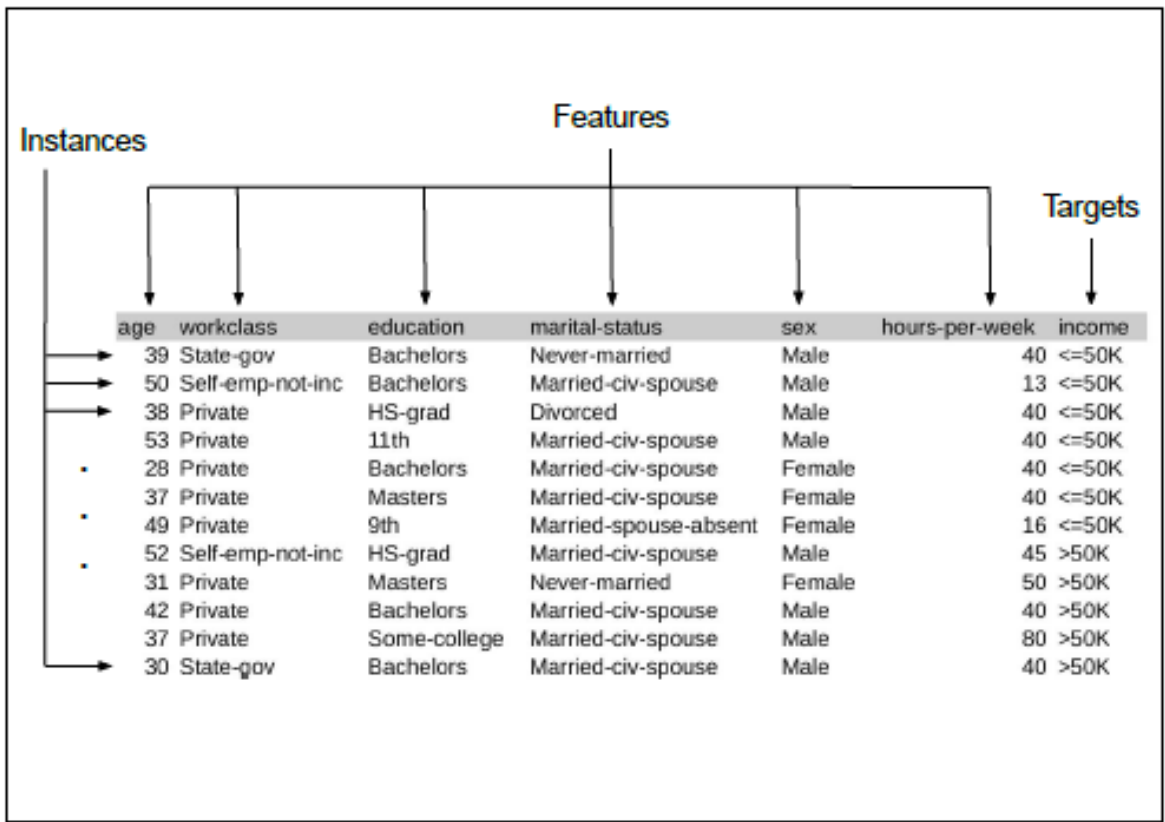 Features
Instances
Targets
age workclass education marital-status sex hours-per-week income
39 State-gov Bachelors Never-married Male 40 <=50K
50 Self-emp-not-inc Bachelors Married-civ-spouse Male 13 <=50K
38 Private HS-grad Divorced Male 40 <=50K
53 Private 11th Married-civ-spouse Male 40 <=50K
28 Private Bachelors Married-civ-spouse Female 40 <=50K
37 Private Masters Married-civ-spouse Female 40 <=50K
49 Private 9th Married-spouse-absent Female 16 <=50K
52 Self-emp-not-inc HS-grad Married-civ-spouse Male 45 >50K
31 Private Masters Never-married Female 50 >50K
42 Private Bachelors Married-civ-spouse Male 40 >50K
37 Private Some-college Married-civ-spouse Male 80 >50K
30 State-gov Bachelors Married-civ-spouse Male 40 >50K